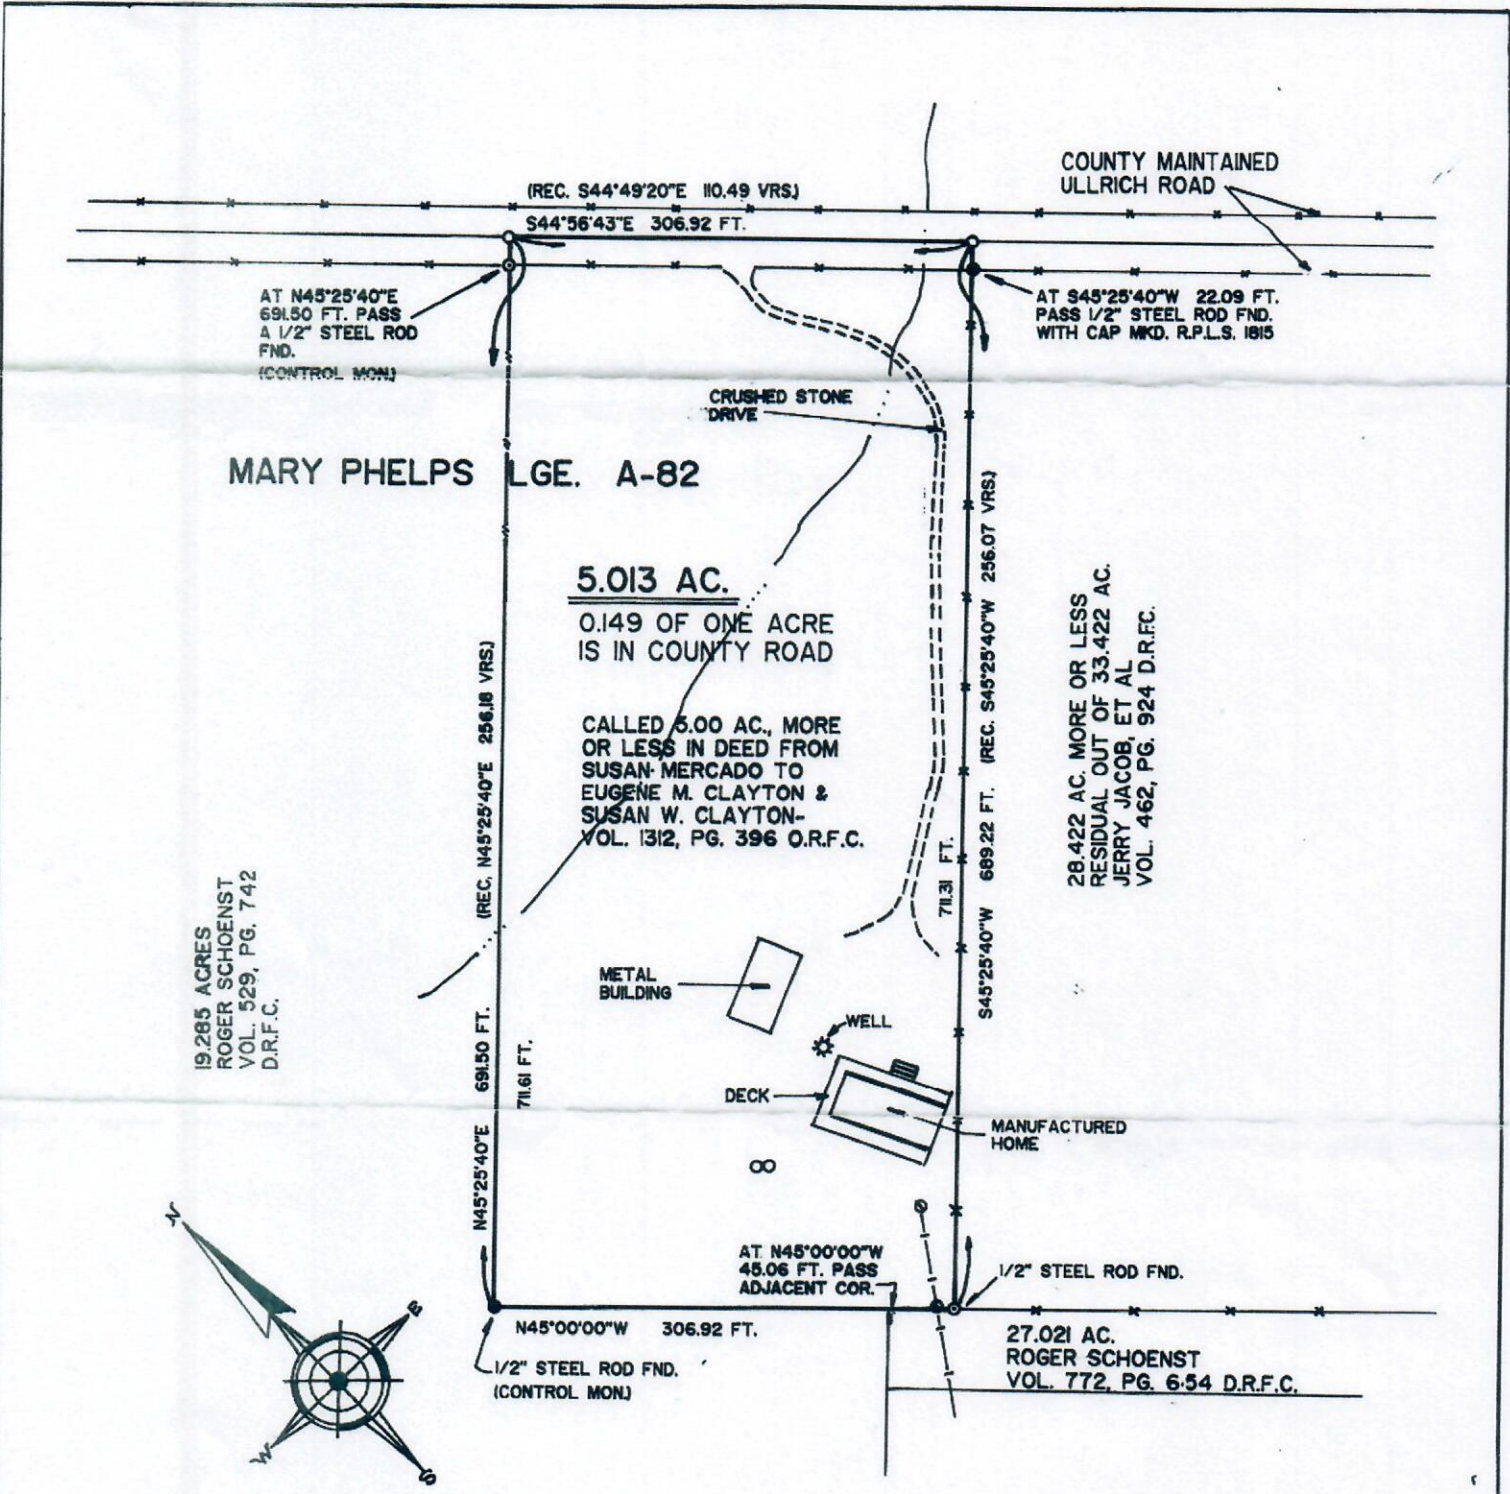 (REC. S44°49'20"E 110.49 VRS.)
S44°56'43"E 306.92 FT.
COUNTY MAINTAINED
ULLRICH ROAD
AT N45°25'40"E
691.50 FT. PASS
A 1/2" STEEL ROD
FND.
(CONTROL MON.)
AT S45°25'40"W 22.09 FT.
PASS 1/2" STEEL ROD FND.
WITH CAP MKD. R.P.L.S. 1815
CRUSHED STONE
DRIVE
MARY PHELPS LGE. A-82
5.013 AC.
0.149 OF ONE ACRE
IS IN COUNTY ROAD
CALLED 5.00 AC., MORE
OR LESS IN DEED FROM
SUSAN MERCADO TO
EUGENE M. CLAYTON &
SUSAN W. CLAYTON-
VOL. 1312, PG. 396 O.R.F.C.
N45°25'40"E 691.50 FT. (REC. N45°25'40"E 256.18 VRS.)
711.61 FT.
711.31 FT.
S45°25'40"W 689.22 FT. (REC. S45°25'40"W 256.07 VRS.)
28.422 AC. MORE OR LESS
RESIDUAL OUT OF 33.422 AC.
JERRY JACOB, ET AL
VOL. 462, PG. 924 D.R.F.C.
19.285 ACRES
ROGER SCHOENST
VOL. 529, PG. 742
D.R.F.C.
METAL
BUILDING
WELL
DECK
MANUFACTURED
HOME
AT N45°00'00"W
45.06 FT. PASS
ADJACENT COR.
1/2" STEEL ROD FND.
N45°00'00"W 306.92 FT.
1/2" STEEL ROD FND.
(CONTROL MON.)
27.021 AC.
ROGER SCHOENST
VOL. 772, PG. 654 D.R.F.C.
N
E
W
S